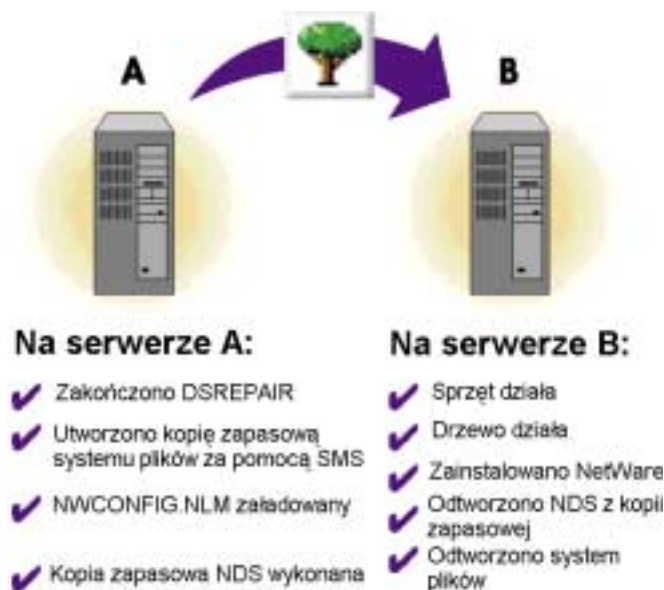 A
B
Na serwerze A:
Zakończono DSREPAIR
Utworzono kopię zapasową
systemu plików za pomocą SMS
NWCONFIG.NLM załadowany
Kopia zapasowa NDS wykonana
Na serwerze B:
Sprzęt działa
Drzewo działa
Zainstalowano NetWare
Odtworzono NDS z kopii
zapasowej
Odtworzono system
plików